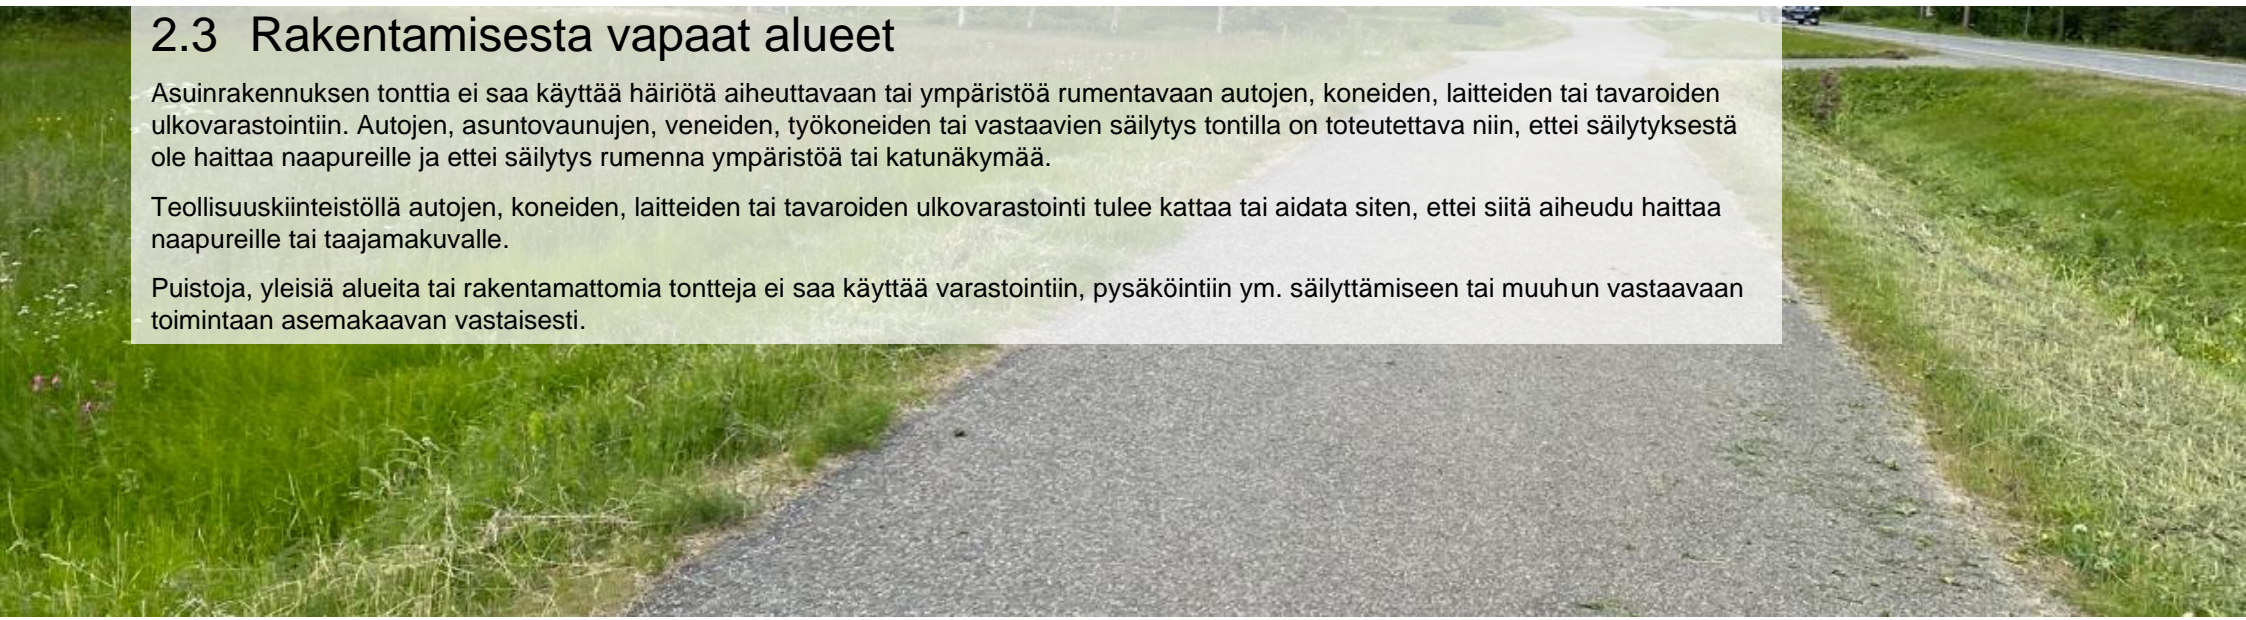 2.3 Rakentamisesta vapaat alueet
Asuinrakennuksen tonttia ei saa käyttää häiriötä aiheuttavaan tai ympäristöä rumentavaan autojen, koneiden, laitteiden tai tavaroiden
ulkovarastointiin. Autojen, asuntovaunujen, veneiden, työkoneiden tai vastaavien säilytys tontilla on toteutettava niin, ettei säilytyksestä
ole haittaa naapureille ja ettei säilytys rumenna ympäristöä tai katunäkymää.
Teollisuuskiinteistöllä autojen, koneiden, laitteiden tai tavaroiden ulkovarastointi tulee kattaa tai aidata siten, ettei siitä aiheudu haittaa
naapureille tai taajamakuvalle.
Puistoja, yleisiä alueita tai rakentamattomia tontteja ei saa käyttää varastointiin, pysäköintiin ym. säilyttämiseen tai muuhun vastaavaan
toimintaan asemakaavan vastaisesti.